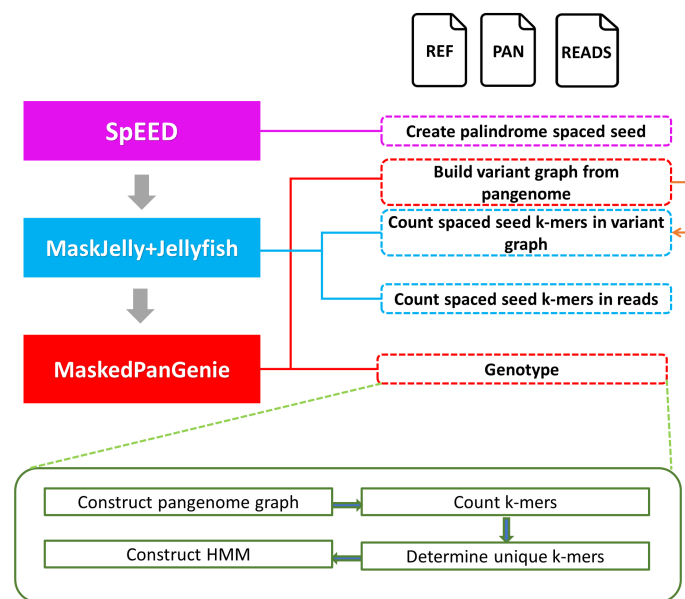 REF
PAN
READS
SpEED
Create palindrome spaced seed
Build variant graph from
pangenome
MaskJelly+Jellyfish
Count spaced seed k-mers in variant
graph
Count spaced seed k-mers in reads
MaskedPanGenie
Genotype
Construct pangenome graph
Count k-mers
Construct HMM
Determine unique k-mers